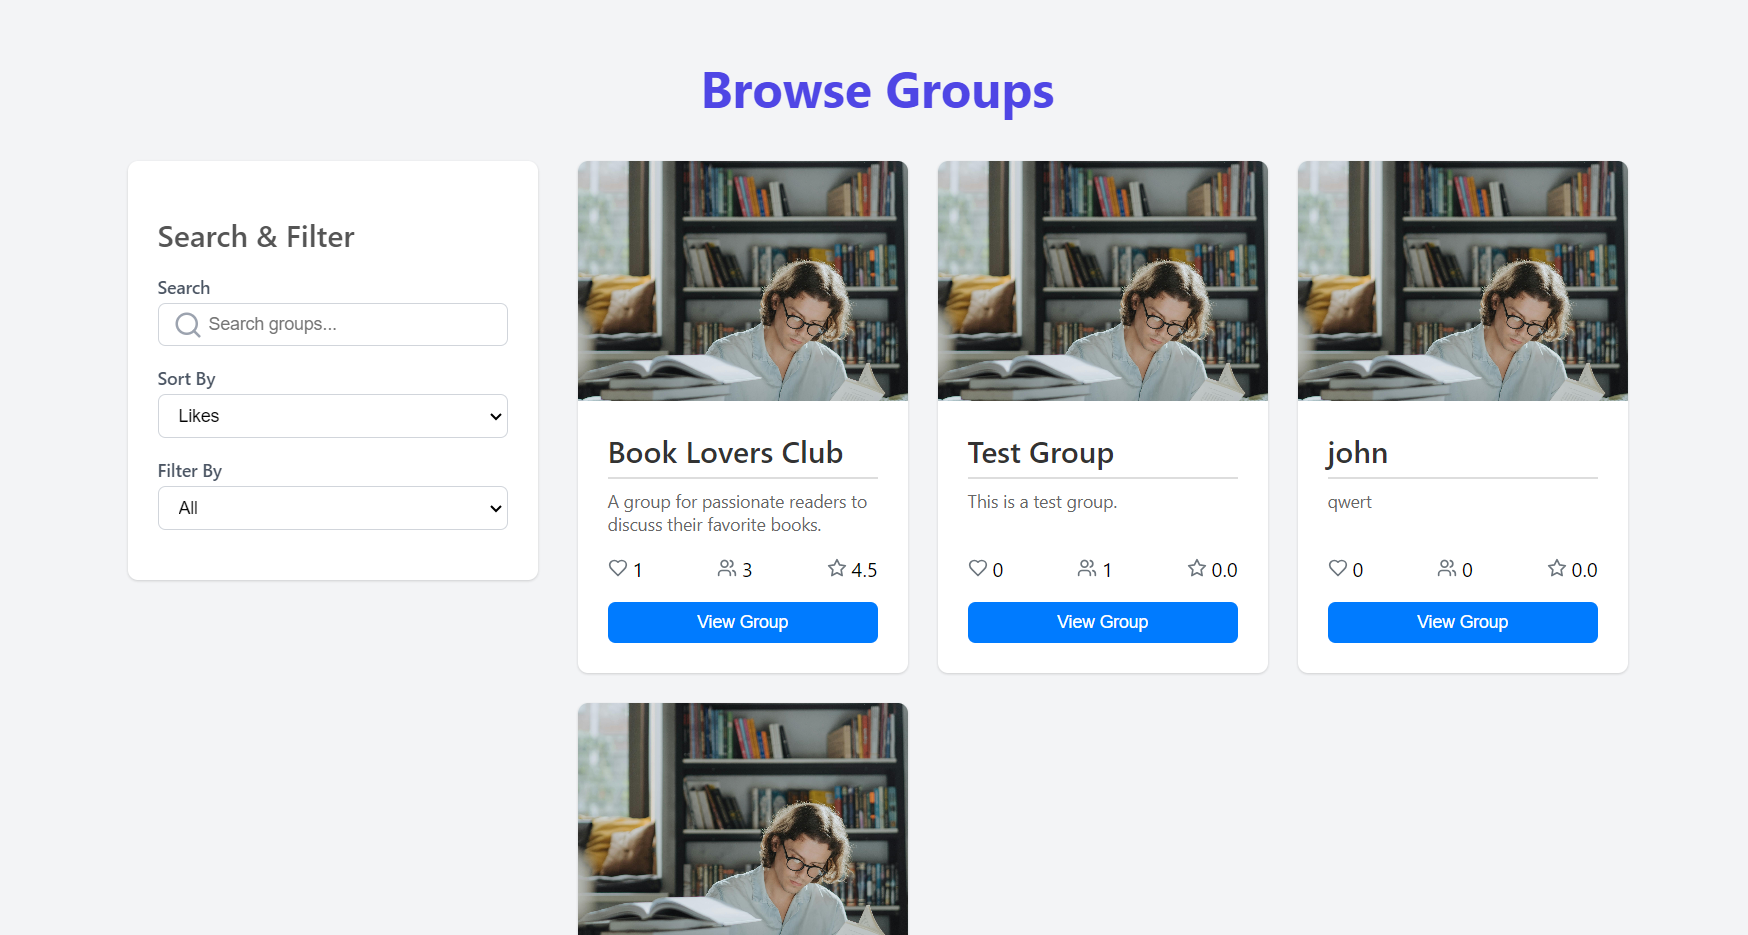 Browse Groups
Search & Filter
Search
Search groups...
Sort By
Likes
Filter By
All
Book Lovers Club
A group for passionate readers to
discuss their favorite books.
1 3 4.5
View Group
Test Group
This is a test group.
0 1 0.0
View Group
john
qwert
0 0 0.0
View Group